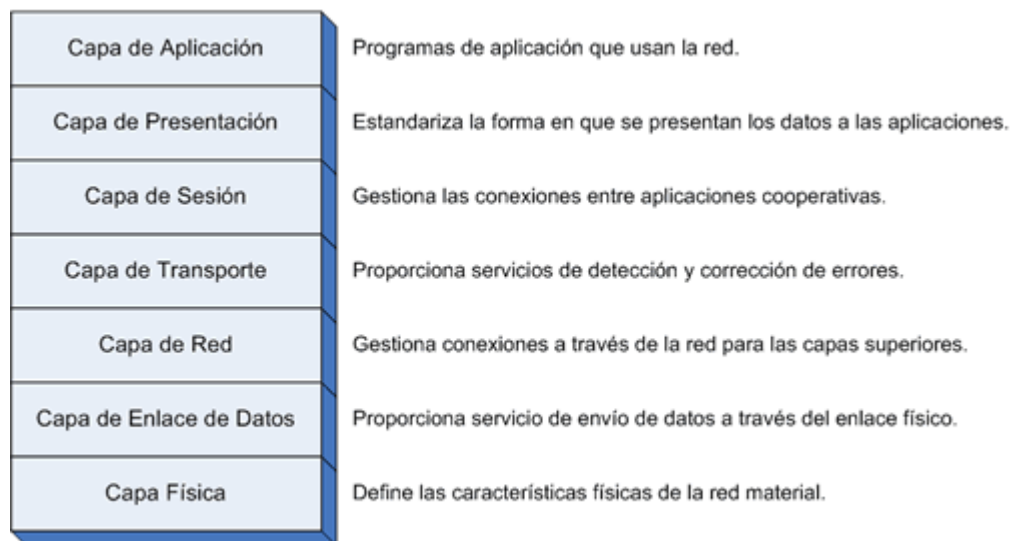 Capa de Aplicación
Programas de aplicación que usan la red.
Capa de Presentación
Estandariza la forma en que se presentan los datos a las aplicaciones.
Capa de Sesión
Gestiona las conexiones entre aplicaciones cooperativas.
Capa de Transporte
Proporciona servicios de detección y corrección de errores.
Capa de Red
Gestiona conexiones a través de la red para las capas superiores.
Capa de Enlace de Datos
Proporciona servicio de envío de datos a través del enlace físico.
Capa Física
Define las características físicas de la red material.